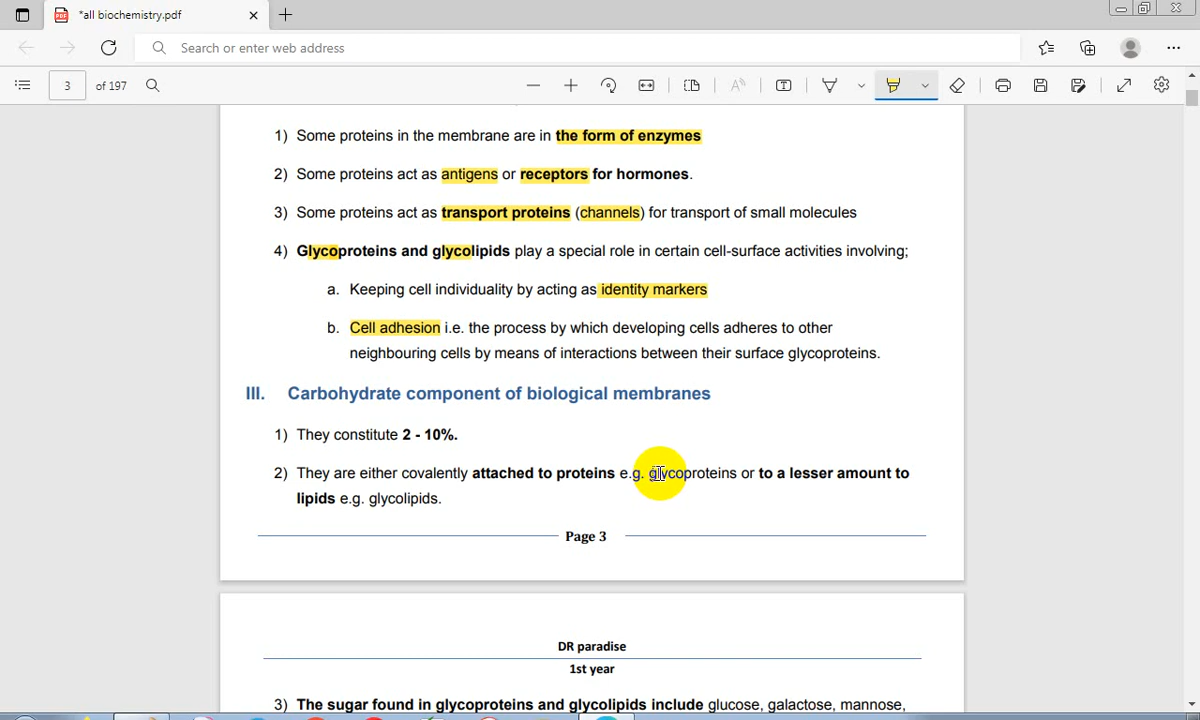 *all biochemistry.pdf
Search or enter web address
3 of 197
1) Some proteins in the membrane are in the form of enzymes
2) Some proteins act as antigens or receptors for hormones.
3) Some proteins act as transport proteins (channels) for transport of small molecules
4) Glycoproteins and glycolipids play a special role in certain cell-surface activities involving;
a. Keeping cell individuality by acting as identity markers
b. Cell adhesion i.e. the process by which developing cells adheres to other
neighbouring cells by means of interactions between their surface glycoproteins.
III. Carbohydrate component of biological membranes
1) They constitute 2 - 10%.
2) They are either covalently attached to proteins e.g. glycoproteins or to a lesser amount to
lipids e.g. glycolipids.
Page 3
DR paradise
1st year
3) The sugar found in glycoproteins and glycolipids include glucose, galactose, mannose,